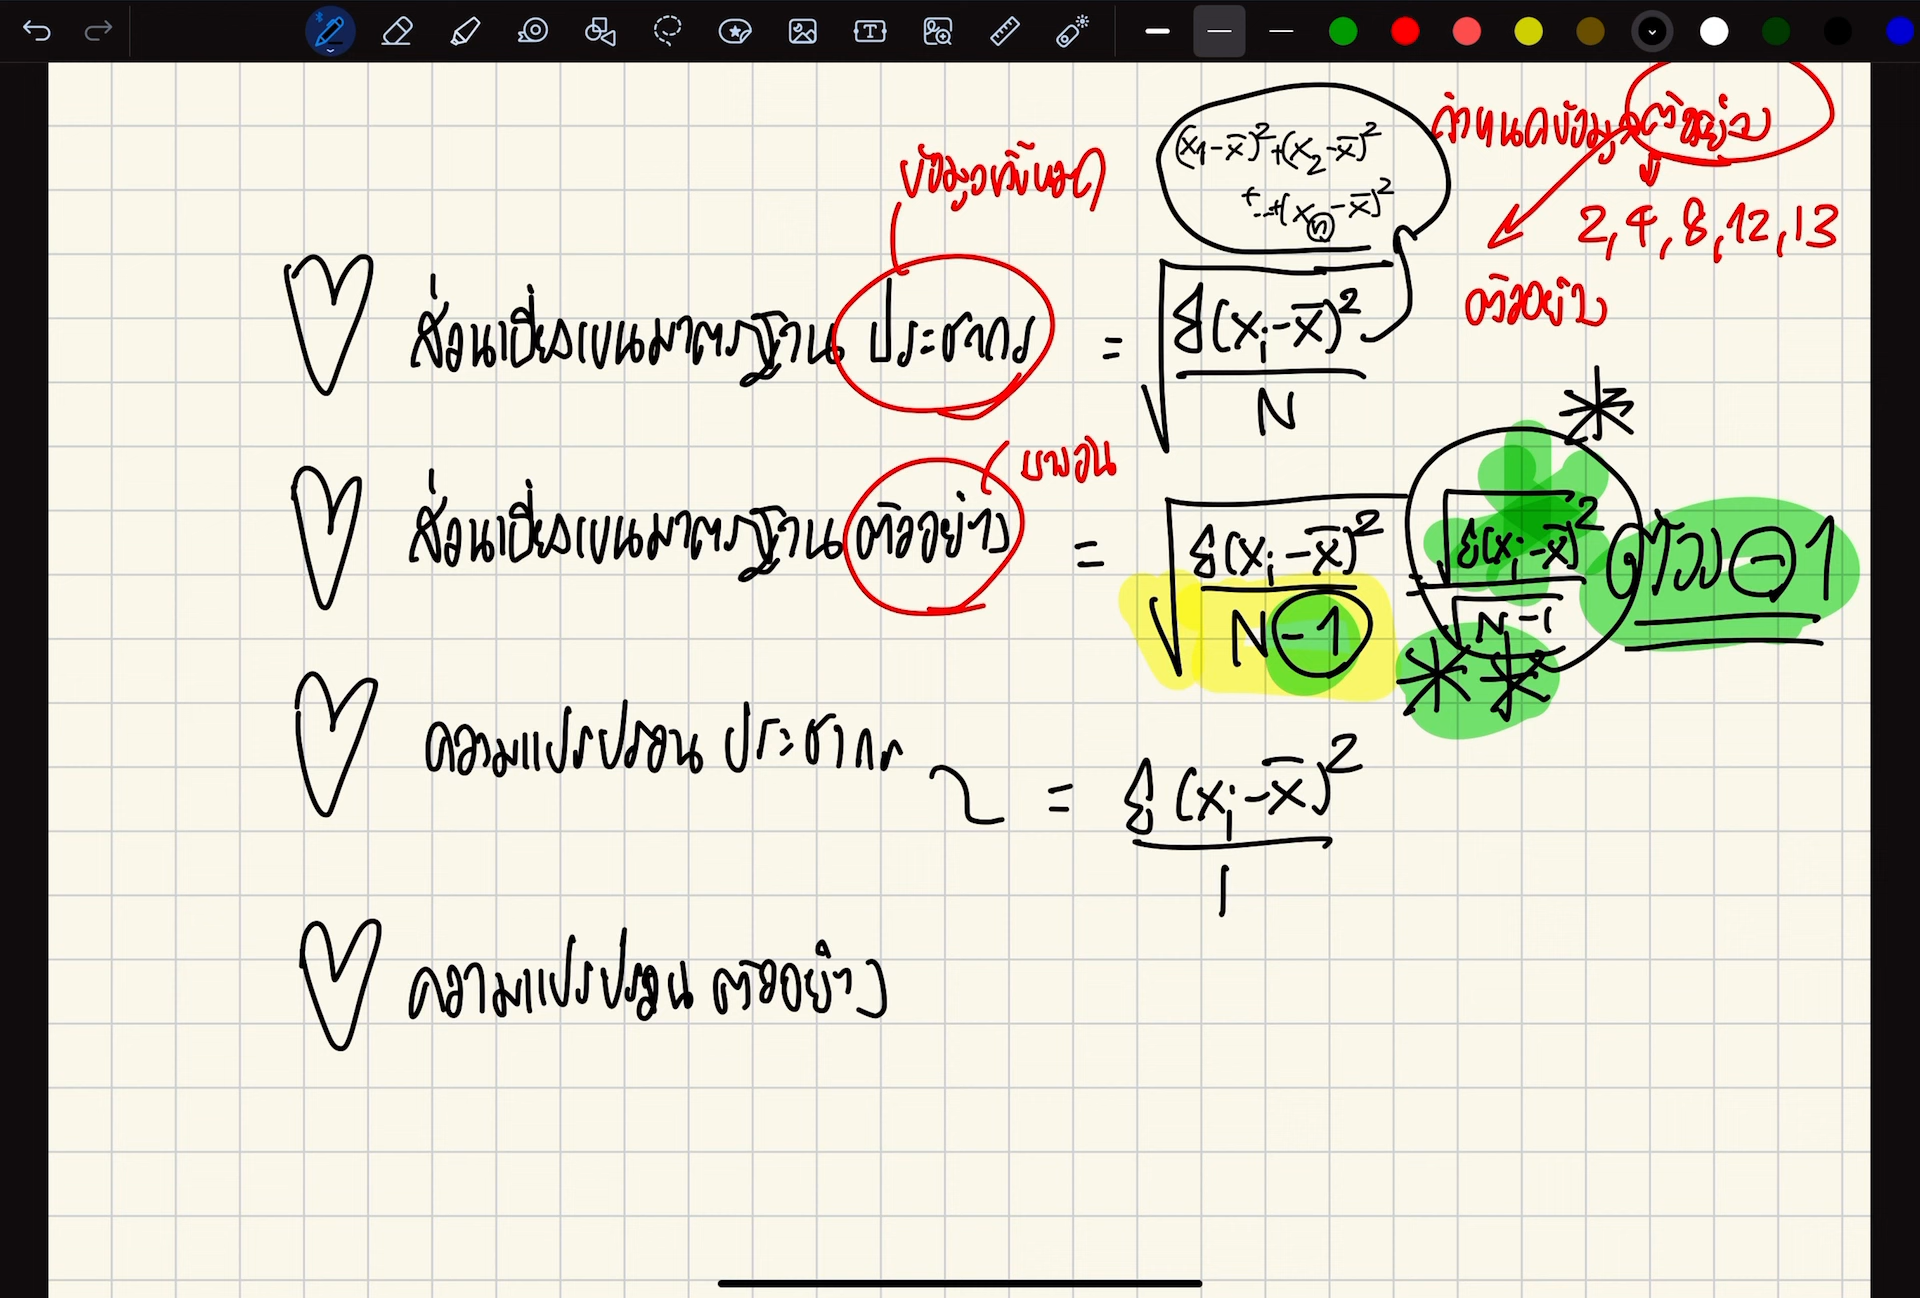 (x1-x̄)²+(x2-x̄)²
+...+(xn-x̄)²
กำหนดข้อมูลตัวอย่าง
2, 4, 8, 12, 13
ตัวอย่าง
ข้อมูลทั้งหมด
ส่วนเบี่ยงเบนมาตรฐาน ประชากร = √Σ(xi-x̄)²/N
ส่วนเบี่ยงเบนมาตรฐาน ตัวอย่าง = √Σ(xi-x̄)²/N-1 = √Σ(xi-x̄)²/√N-1 ต้อง -1
ความแปรปรวน ประชากร = Σ(xi-x̄)²
ความแปรปรวน ตัวอย่าง